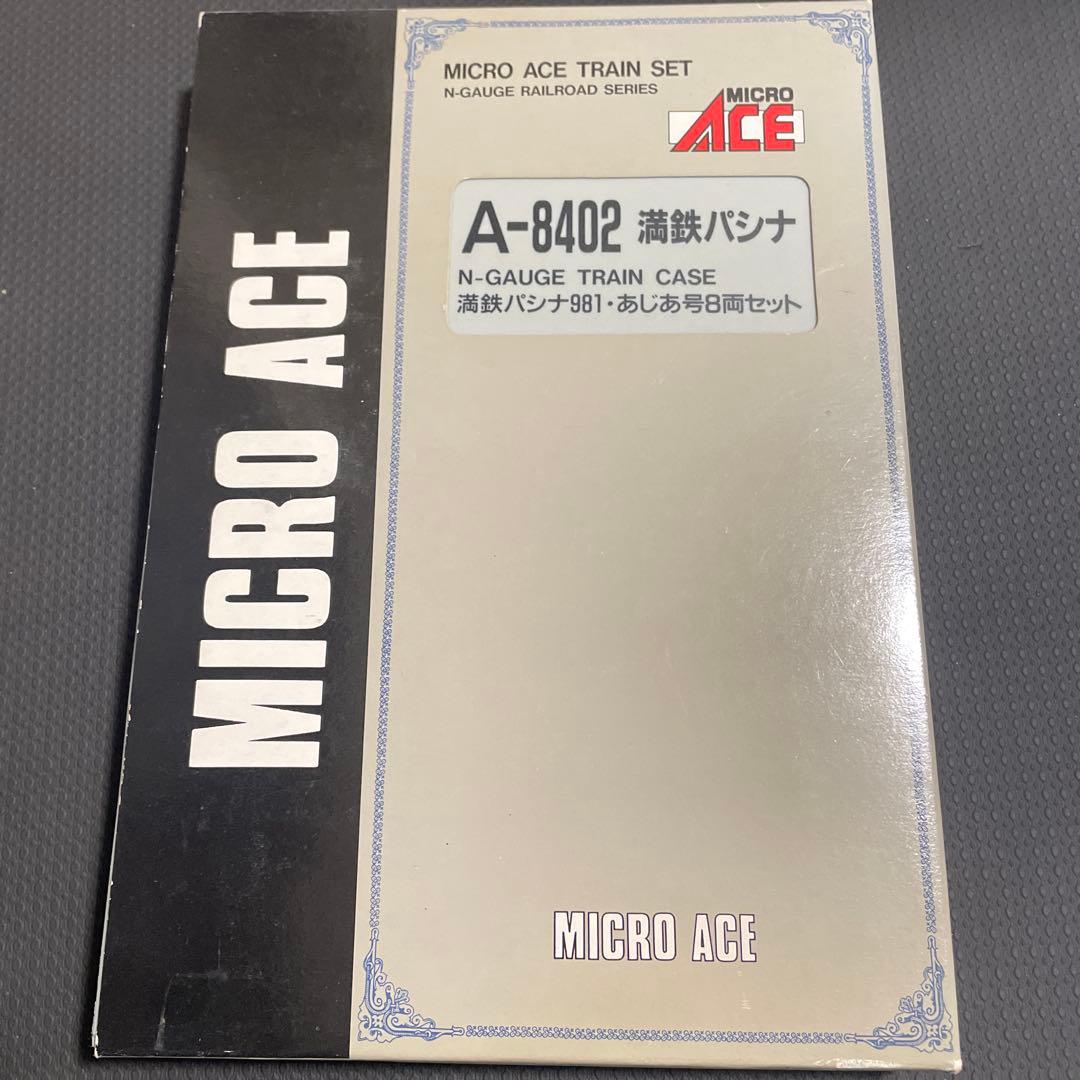 MICRO ACE TRAIN SET
N-GAUGE RAILROAD SERIES
MICRO
ACE
A-8402 満鉄パシナ
N-GAUGE TRAIN CASE
満鉄パシナ981・あじあ号8両セット
MICRO ACE
MICRO ACE